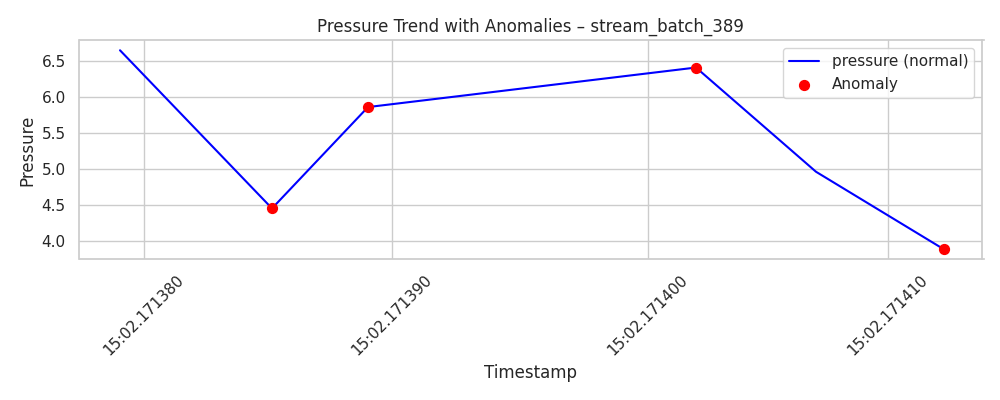 Pressure Trend with Anomalies – stream_batch_389
pressure (normal)
Anomaly
Pressure
6.5
6.0
5.5
5.0
4.5
4.0
15:02.171380
15:02.171390
15:02.171400
15:02.171410
Timestamp